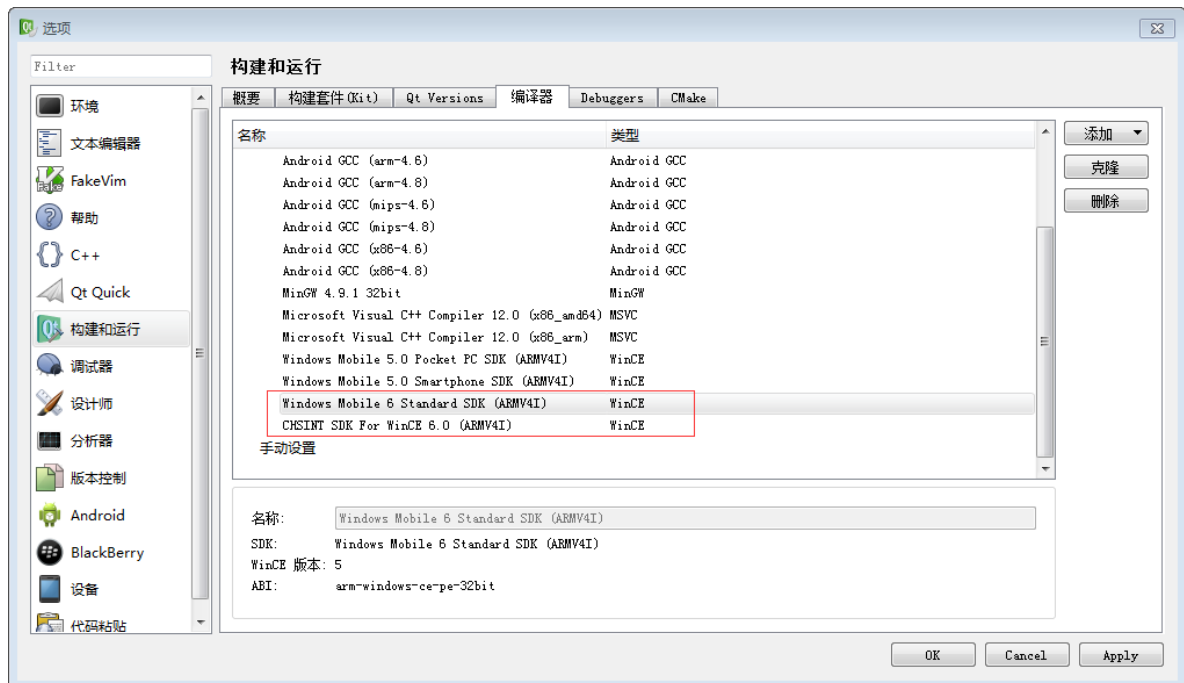 选项
Filter
环境
文本编辑器
FakeVim
帮助
C++
Qt Quick
构建和运行
调试器
设计师
分析器
版本控制
Android
BlackBerry
设备
代码粘贴
构建和运行
概要 构建套件(Kit) Qt Versions 编译器 Debuggers CMake
名称 类型
Android GCC (arm-4.6) Android GCC
Android GCC (arm-4.8) Android GCC
Android GCC (mips-4.6) Android GCC
Android GCC (mips-4.8) Android GCC
Android GCC (x86-4.6) Android GCC
Android GCC (x86-4.8) Android GCC
MinGW 4.9.1 32bit MinGW
Microsoft Visual C++ Compiler 12.0 (x86_amd64) MSVC
Microsoft Visual C++ Compiler 12.0 (x86_arm) MSVC
Windows Mobile 5.0 Pocket PC SDK (ARMV4I) WinCE
Windows Mobile 5.0 Smartphone SDK (ARMV4I) WinCE
Windows Mobile 6 Standard SDK (ARMV4I) WinCE
CHSINT SDK For WinCE 6.0 (ARMV4I) WinCE
手动设置
添加
克隆
删除
名称: Windows Mobile 6 Standard SDK (ARMV4I)
SDK: Windows Mobile 6 Standard SDK (ARMV4I)
WinCE 版本: 5
ABI: arm-windows-ce-pe-32bit
OK Cancel Apply